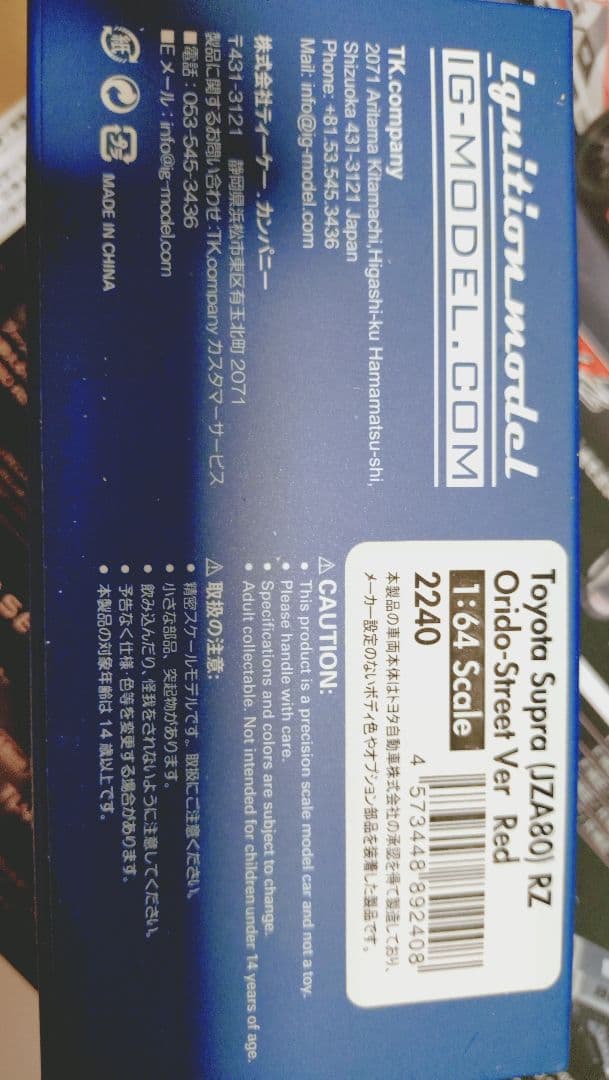 ignition model
IG-MODEL.COM
TK.company
2071 Aritama Kitamachi,Higashi-ku Hamamatsu-shi,
Shizuoka 431-3121 Japan
Phone: +81.53.545.3436
Mail: info@ig-model.com
株式会社ティーケー.カンパニー
〒431-3121 静岡県浜松市東区有玉北町 2071
製品に関するお問い合わせ:TK.company カスタマーサービス
■電話:053-545-3436
■E メール:info@ig-model.com
紙
プラ
MADE IN CHINA
Toyota Supra (JZA80) RZ
Orido-Street Ver Red
1:64 Scale
2240
4 573448 892408
本製品の車両本体はトヨタ自動車株式会社の承認を得て製造しており、
メーカー設定のないボディ色やオプション部品を装着した製品です。
⚠ CAUTION:
● This product is a precision scale model car and not a toy.
● Please handle with care.
● Specifications and colors are subject to change.
● Adult collectable. Not intended for children under 14 years of age.
⚠ 取扱の注意:
● 精密スケールモデルです。取扱にご注意ください。
● 小さな部品、突起物があります。
● 飲み込んだり、怪我をされないように注意してください。
● 予告なく仕様・色等を変更する場合があります。
● 本製品の対象年齢は 14 歳以上です。